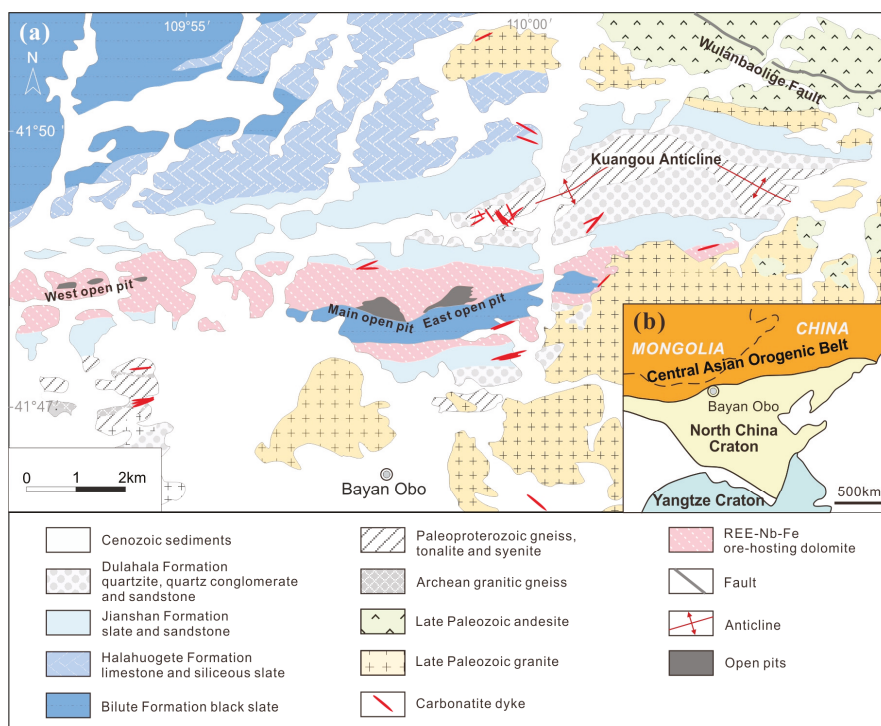 (a)
109°55′
110°00′
N
Wulanbaolige Fault
41°50′
Kuangou Anticline
West open pit
Main open pit
East open pit
(b)
CHINA
MONGOLIA
Central Asian Orogenic Belt
Bayan Obo
North China
Craton
41°47′
0 1 2km
Bayan Obo
Yangtze Craton
500km
Cenozoic sediments
Dulahala Formation
quartzite, quartz conglomerate
and sandstone
Jianshan Formation
slate and sandstone
Halahuogete Formation
limestone and siliceous slate
Bilute Formation black slate
Paleoproterozoic gneiss,
tonalite and syenite
Archean granitic gneiss
Late Paleozoic andesite
Late Paleozoic granite
Carbonatite dyke
REE-Nb-Fe
ore-hosting dolomite
Fault
Anticline
Open pits